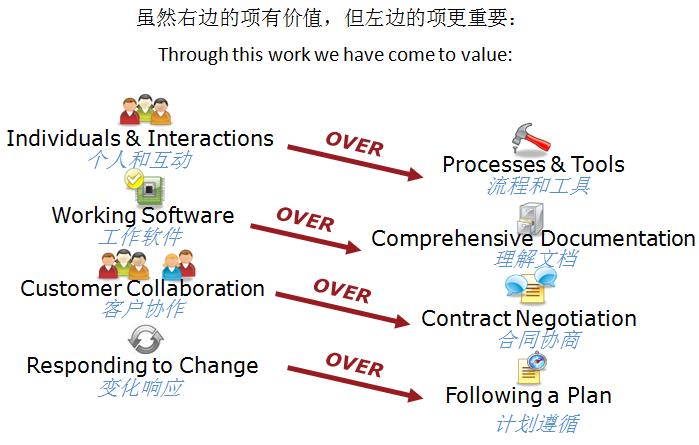 虽然右边的项有价值，但左边的项更重要：
Through this work we have come to value:
Individuals & Interactions
个人和互动
OVER
Processes & Tools
流程和工具
Working Software
工作软件
OVER
Comprehensive Documentation
理解文档
Customer Collaboration
客户协作
OVER
Contract Negotiation
合同协商
Responding to Change
变化响应
OVER
Following a Plan
计划遵循